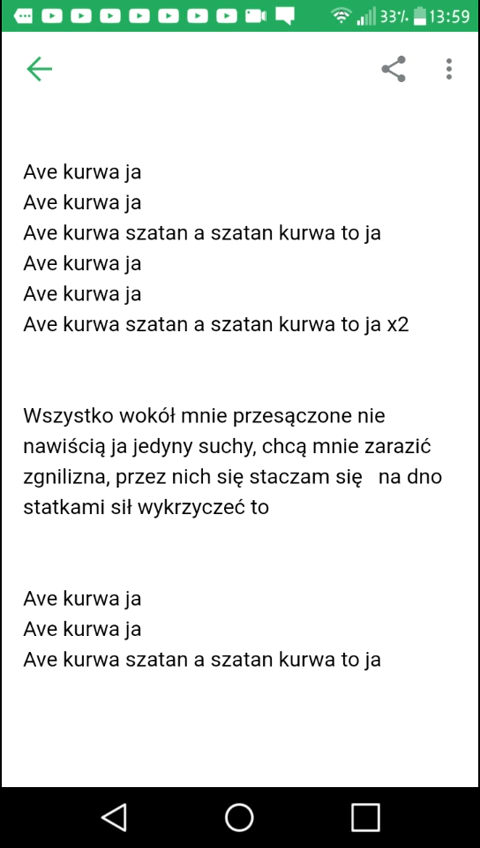 33% 13:59
Ave kurwa ja
Ave kurwa ja
Ave kurwa szatan a szatan kurwa to ja
Ave kurwa ja
Ave kurwa ja
Ave kurwa szatan a szatan kurwa to ja x2
Wszystko wokół mnie przesączone nie
nawiścią ja jedyny suchy, chcą mnie zarazić
zgnilizna, przez nich się staczam się   na dno
statkami sił wykrzyczeć to
Ave kurwa ja
Ave kurwa ja
Ave kurwa szatan a szatan kurwa to ja